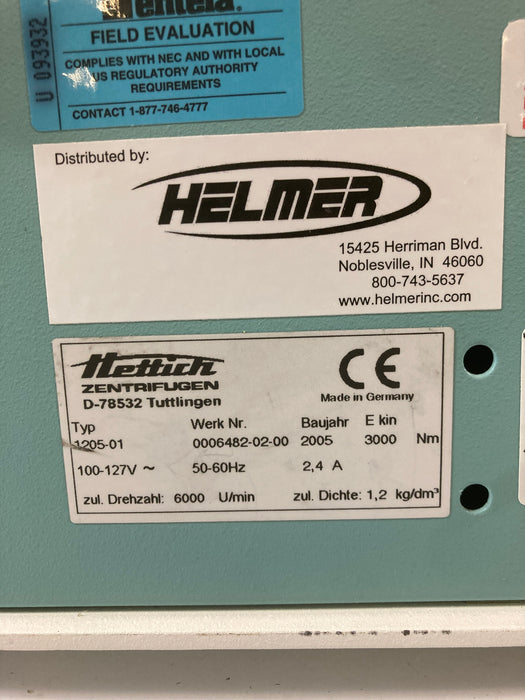 entela.
FIELD EVALUATION
COMPLIES WITH NEC AND WITH LOCAL
US REGULATORY AUTHORITY
REQUIREMENTS
CONTACT 1-877-746-4777
U 093932
Distributed by:
HELMER
15425 Herriman Blvd.
Noblesville, IN 46060
800-743-5637
www.helmerinc.com
Hettich
ZENTRIFUGEN
D-78532 Tuttlingen
CE
Made in Germany
Typ Werk Nr. Baujahr E kin
1205-01 0006482-02-00 2005 3000 Nm
100-127V ~ 50-60Hz 2,4 A
zul. Drehzahl: 6000 U/min zul. Dichte: 1,2 kg/dm³